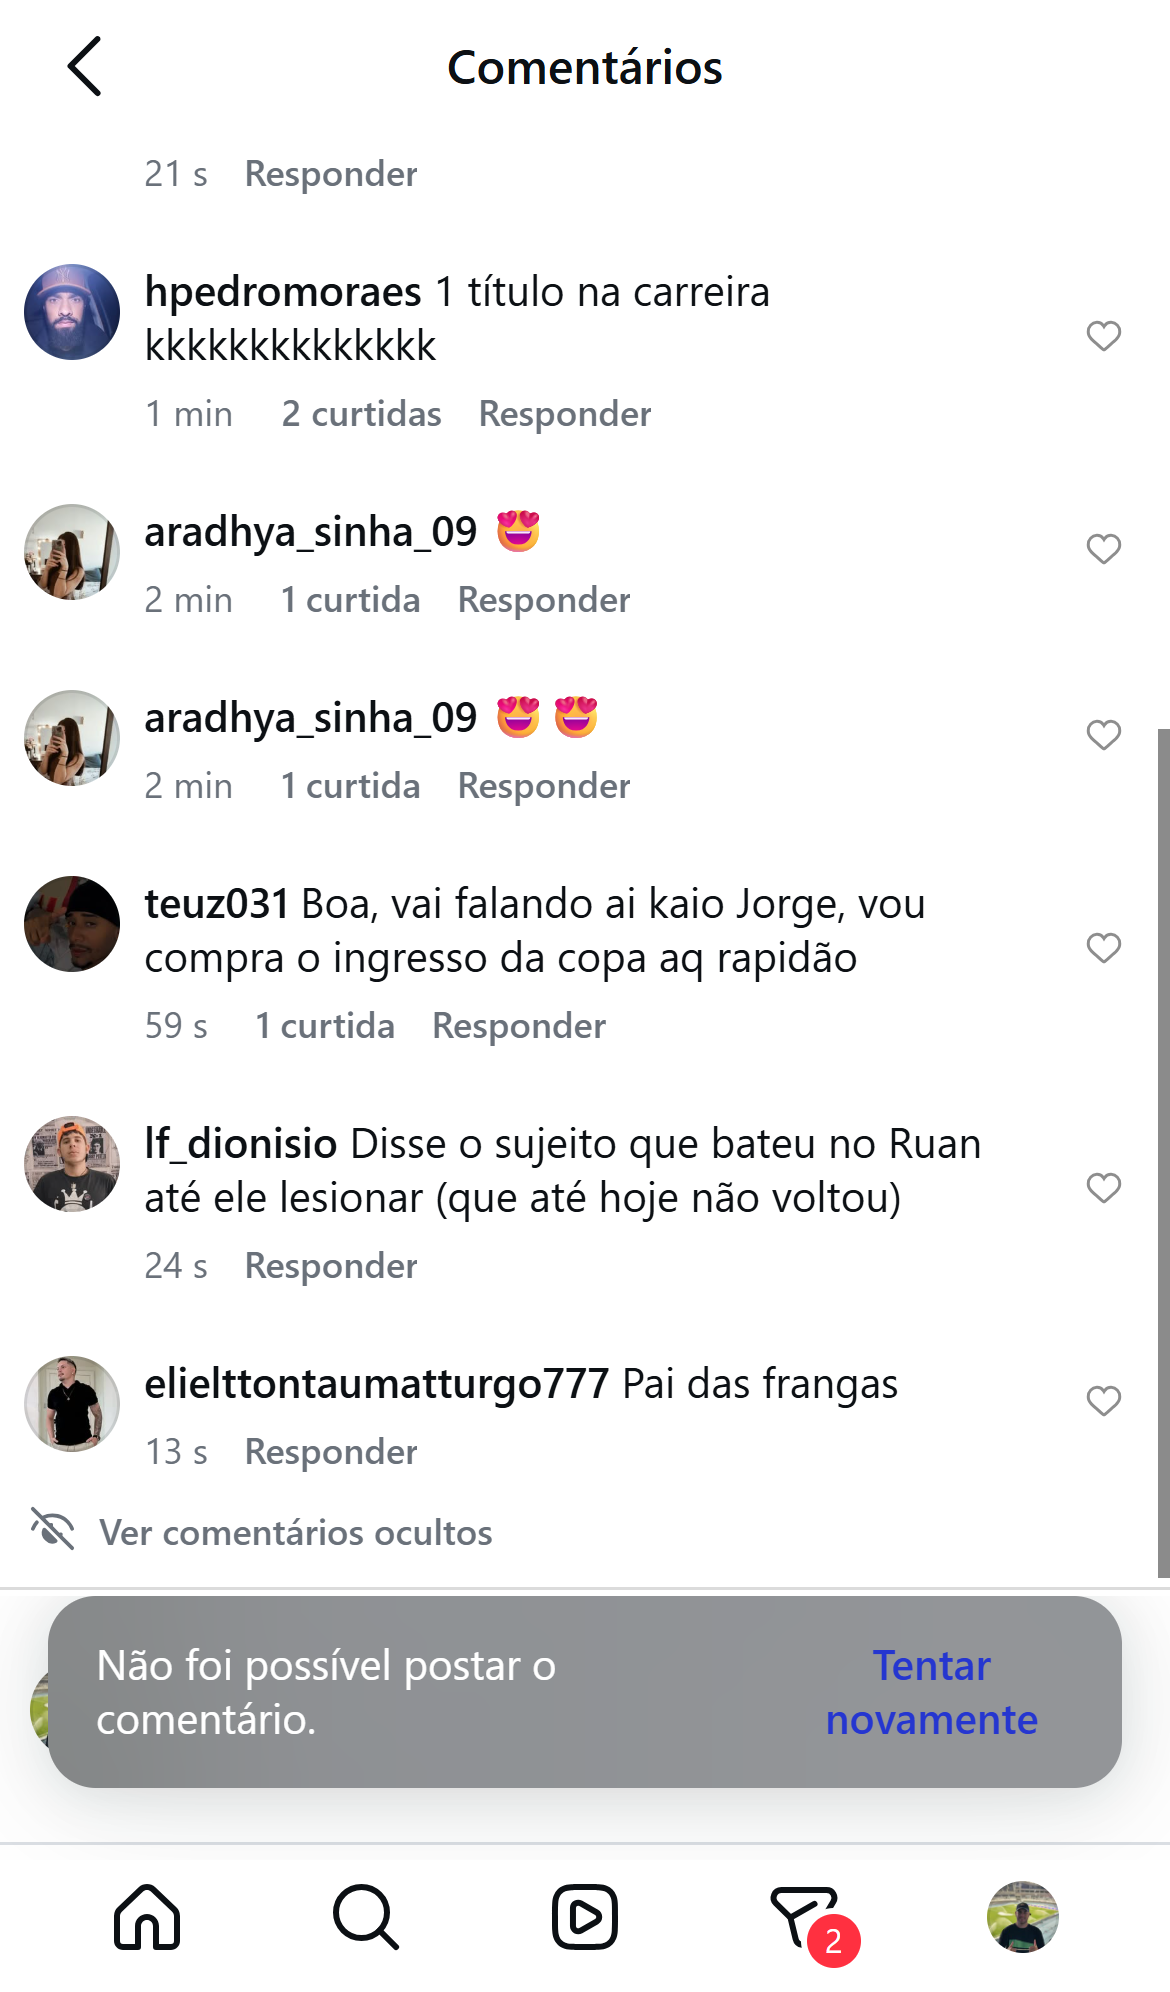 Comentários
21 s Responder
hpedromoraes 1 título na carreira
kkkkkkkkkkkkkk
1 min 2 curtidas Responder
aradhya_sinha_09 😍
2 min 1 curtida Responder
aradhya_sinha_09 😍😍
2 min 1 curtida Responder
teuz031 Boa, vai falando ai kaio Jorge, vou
compra o ingresso da copa aq rapidão
59 s 1 curtida Responder
lf_dionisio Disse o sujeito que bateu no Ruan
até ele lesionar (que até hoje não voltou)
24 s Responder
elielttontaumatturgo777 Pai das frangas
13 s Responder
Ver comentários ocultos
Não foi possível postar o
comentário.
Tentar
novamente
2